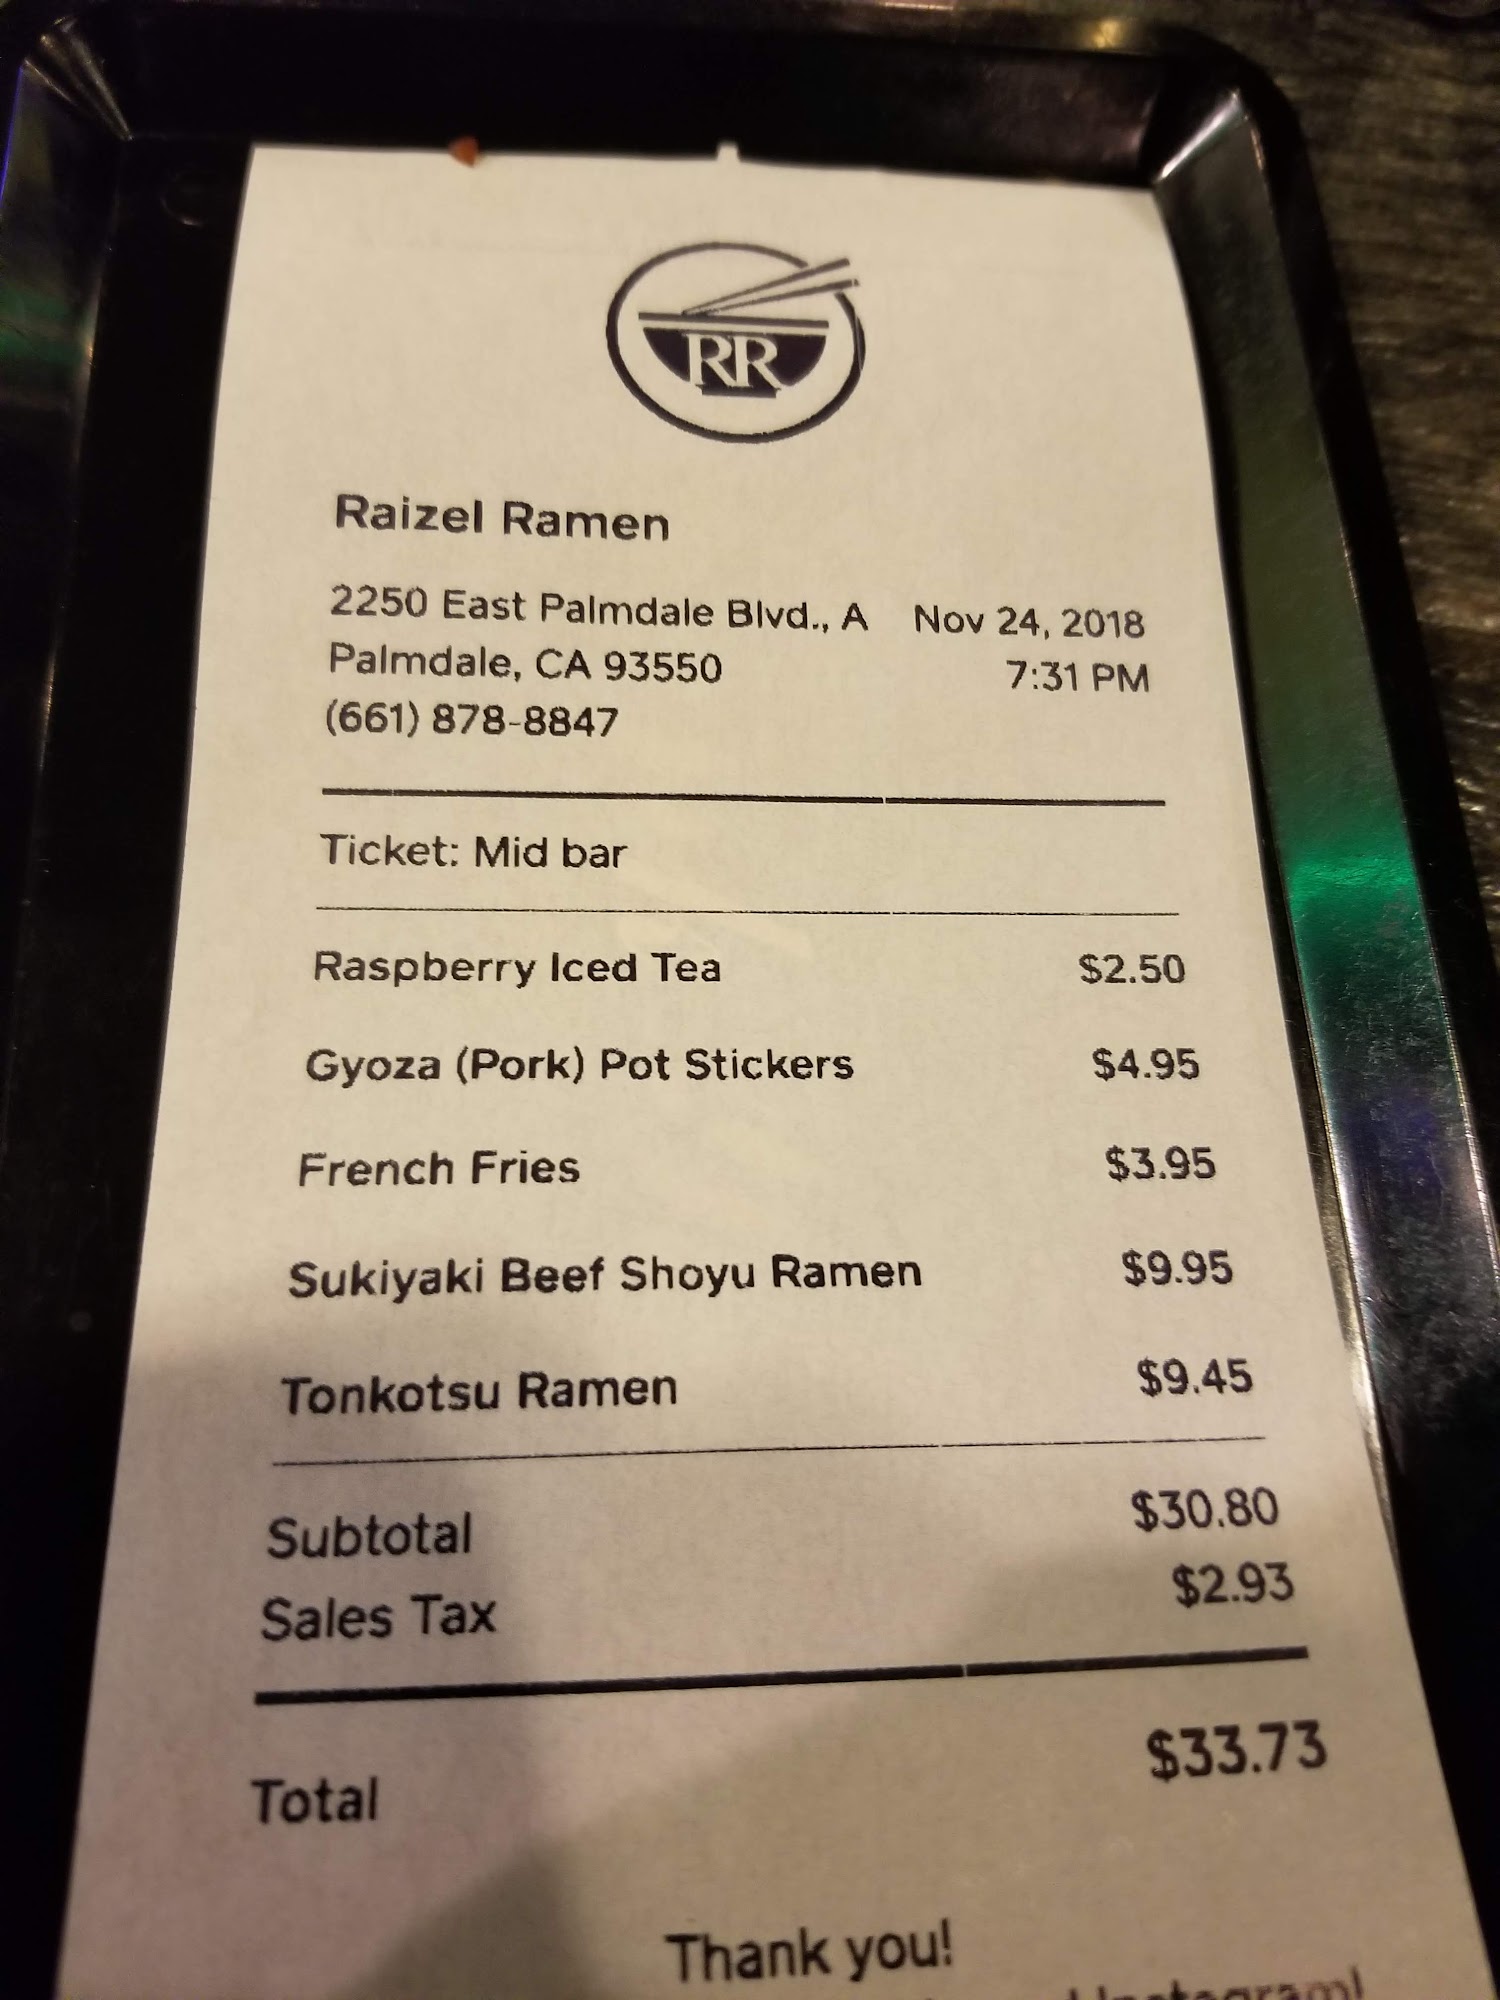 RR
Raizel Ramen
2250 East Palmdale Blvd., A Nov 24, 2018
Palmdale, CA 93550 7:31 PM
(661) 878-8847
Ticket: Mid bar
Raspberry Iced Tea $2.50
Gyoza (Pork) Pot Stickers $4.95
French Fries $3.95
Sukiyaki Beef Shoyu Ramen $9.95
Tonkotsu Ramen $9.45
Subtotal $30.80
Sales Tax $2.93
Total $33.73
Thank you!
Instagram!